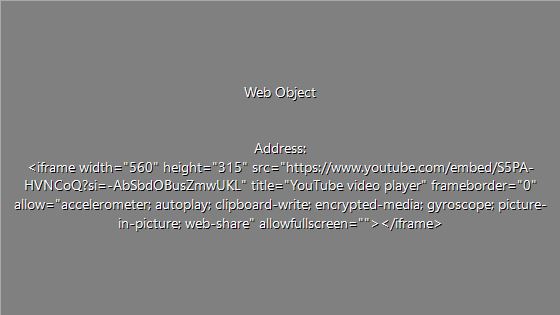 Web Object
Address:
<iframe width="560" height="315" src="https://www.youtube.com/embed/S5PA-
HVNCoQ?si=-AbSbdOBusZmwUKL" title="YouTube video player" frameborder="0"
allow="accelerometer; autoplay; clipboard-write; encrypted-media; gyroscope; picture-
in-picture; web-share" allowfullscreen=""></iframe>